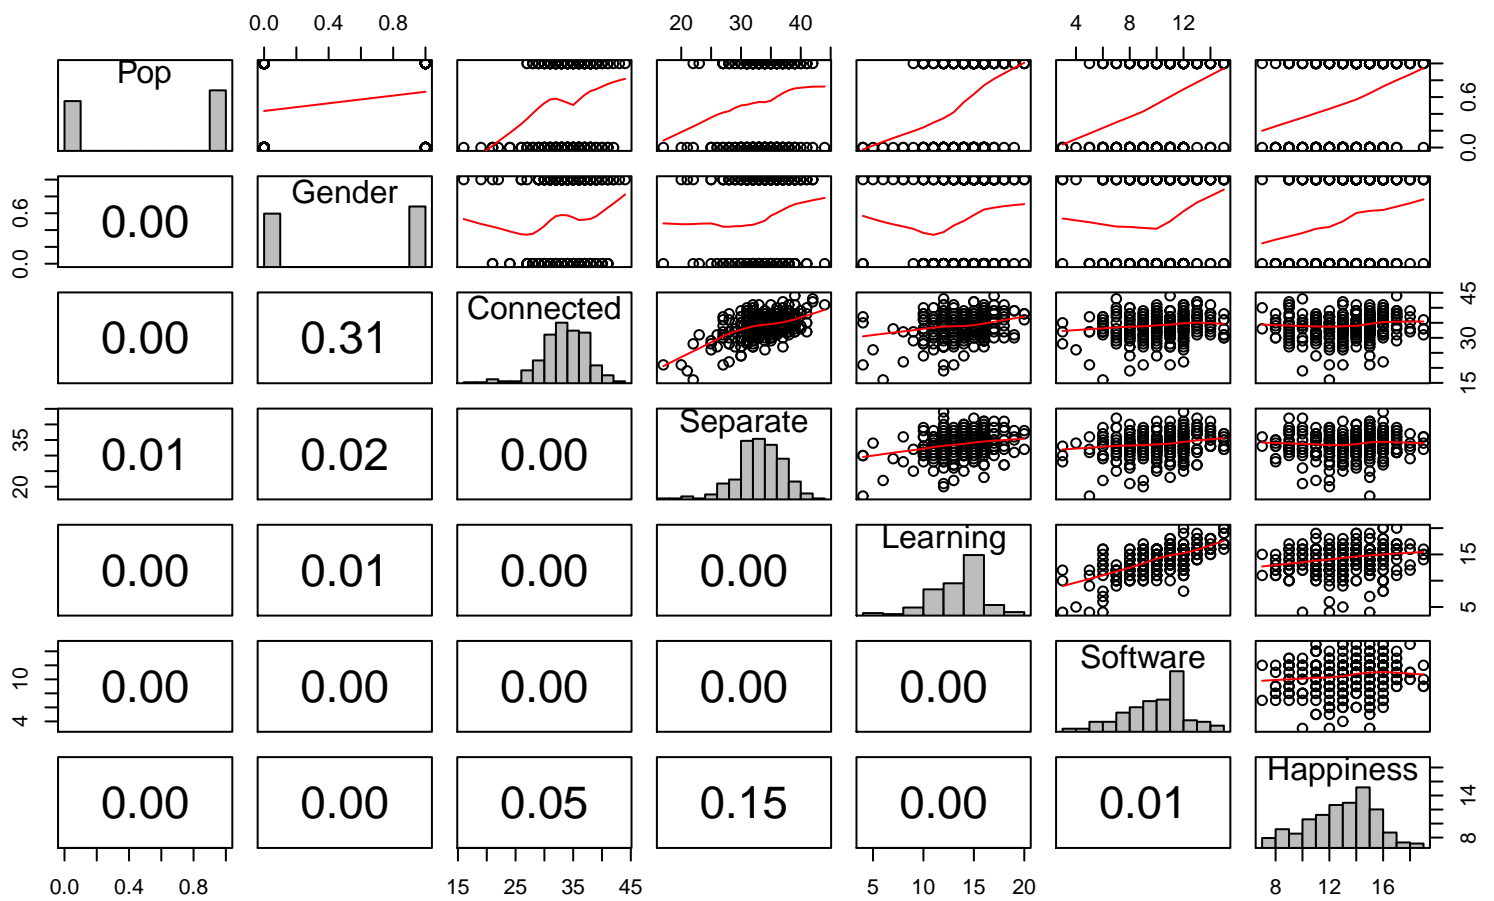 0.0 0.4 0.8 20 30 40 4 8 12
Pop
0.0 0.6
0.0 0.6
0.00 Gender
0.00 0.31 Connected
15 30 45
20 35
0.01 0.02 0.00 Separate
0.00 0.01 0.00 0.00 Learning
5 15
4 10
0.00 0.00 0.00 0.00 0.00 Software
0.00 0.00 0.05 0.15 0.00 0.01 Happiness
8 14
0.0 0.4 0.8 15 25 35 45 5 10 15 20 8 12 16